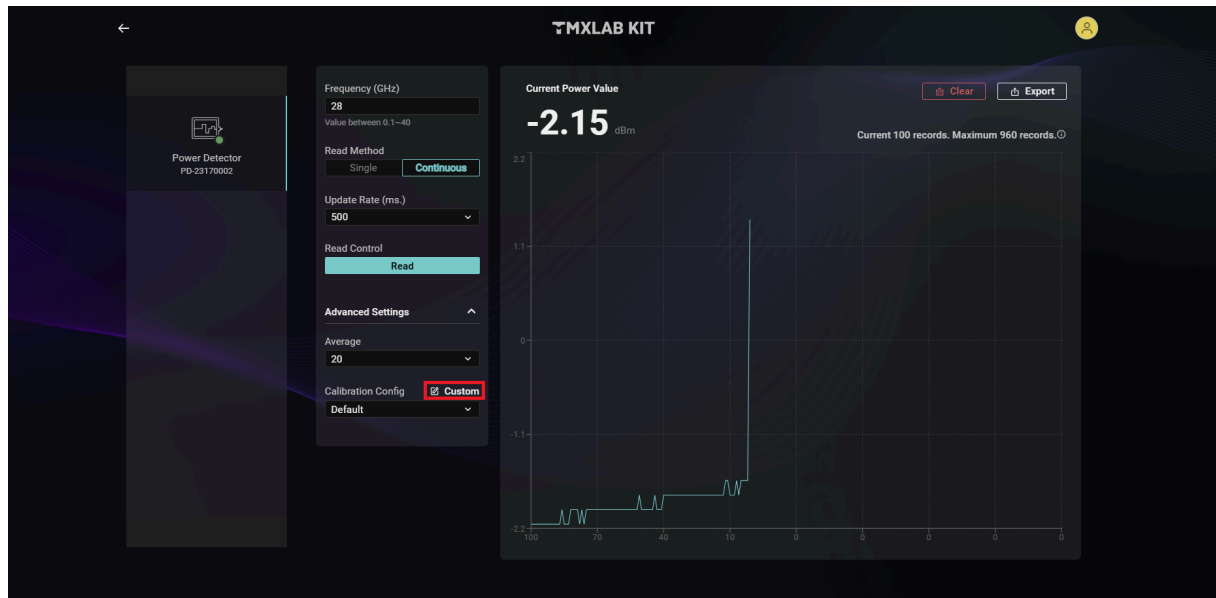 TMXLAB KIT
Power Detector
PD-23170002
Frequency (GHz)
28
Value between 0.1~40
Read Method
Single Continuous
Update Rate (ms.)
500
Read Control
Read
Advanced Settings
Average
20
Calibration Config Custom
Default
Current Power Value
Clear Export
-2.15 dBm
Current 100 records. Maximum 960 records.
2.2
1.1
0
-1.1
-2.2
100 70 40 10 0 0 0 0 0